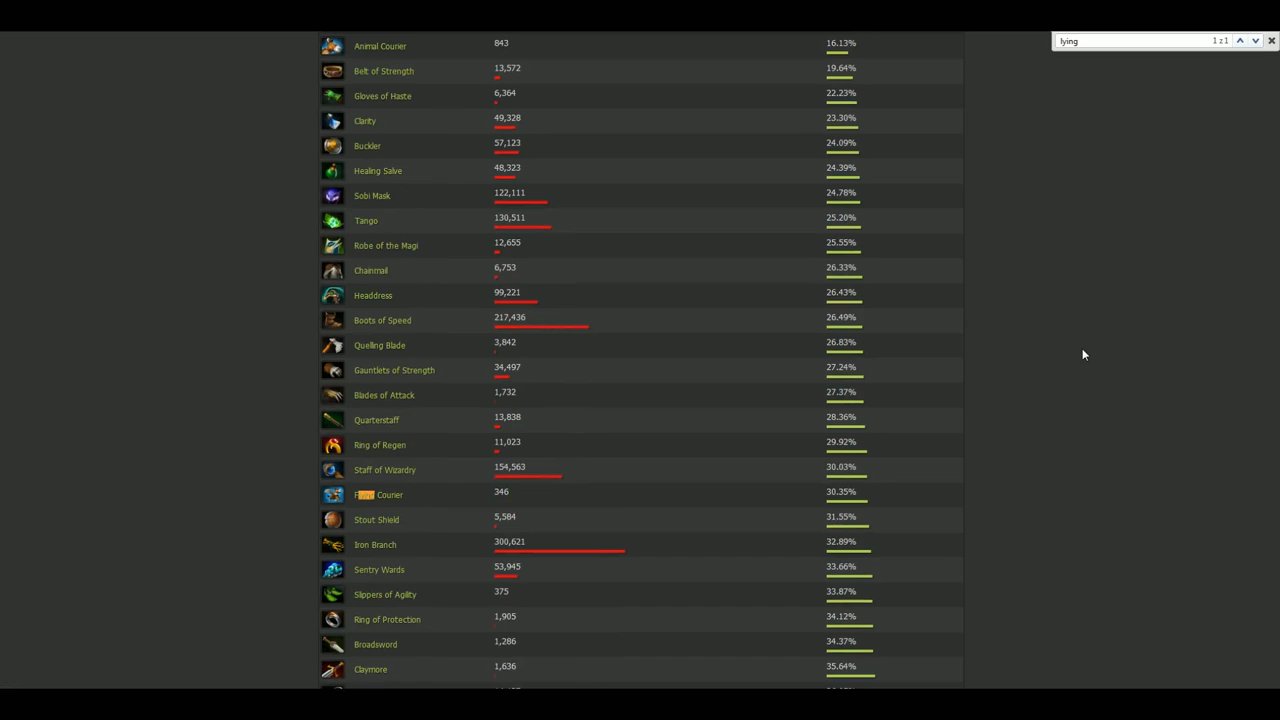 lying 1 z 1
Animal Courier 843 16.13%
Belt of Strength 13,572 19.64%
Gloves of Haste 6,364 22.23%
Clarity 49,328 23.30%
Buckler 57,123 24.09%
Healing Salve 48,323 24.39%
Sobi Mask 122,111 24.78%
Tango 130,511 25.20%
Robe of the Magi 12,655 25.55%
Chainmail 6,753 26.33%
Headdress 99,221 26.43%
Boots of Speed 217,436 26.49%
Quelling Blade 3,842 26.83%
Gauntlets of Strength 34,497 27.24%
Blades of Attack 1,732 27.37%
Quarterstaff 13,838 28.36%
Ring of Regen 11,023 29.92%
Staff of Wizardry 154,563 30.03%
Flying Courier 346 30.35%
Stout Shield 5,584 31.55%
Iron Branch 300,621 32.89%
Sentry Wards 53,945 33.66%
Slippers of Agility 375 33.87%
Ring of Protection 1,905 34.12%
Broadsword 1,286 34.37%
Claymore 1,636 35.64%